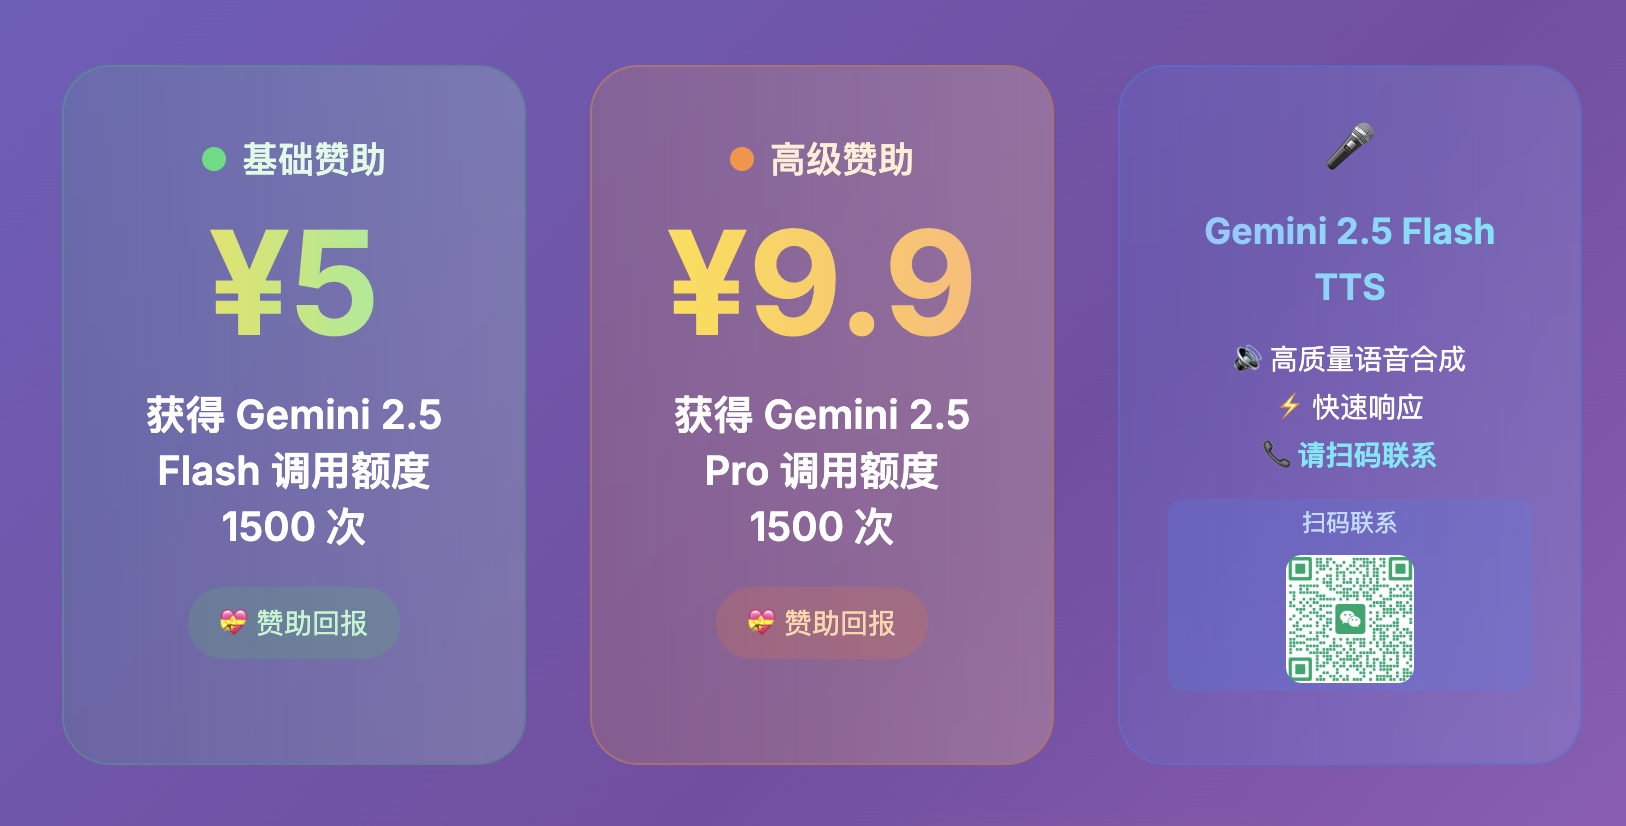 基础赞助
¥5
获得 Gemini 2.5
Flash 调用额度
1500 次
💝 赞助回报
高级赞助
¥9.9
获得 Gemini 2.5
Pro 调用额度
1500 次
💝 赞助回报
Gemini 2.5 Flash
TTS
🔊 高质量语音合成
⚡ 快速响应
📞 请扫码联系
扫码联系